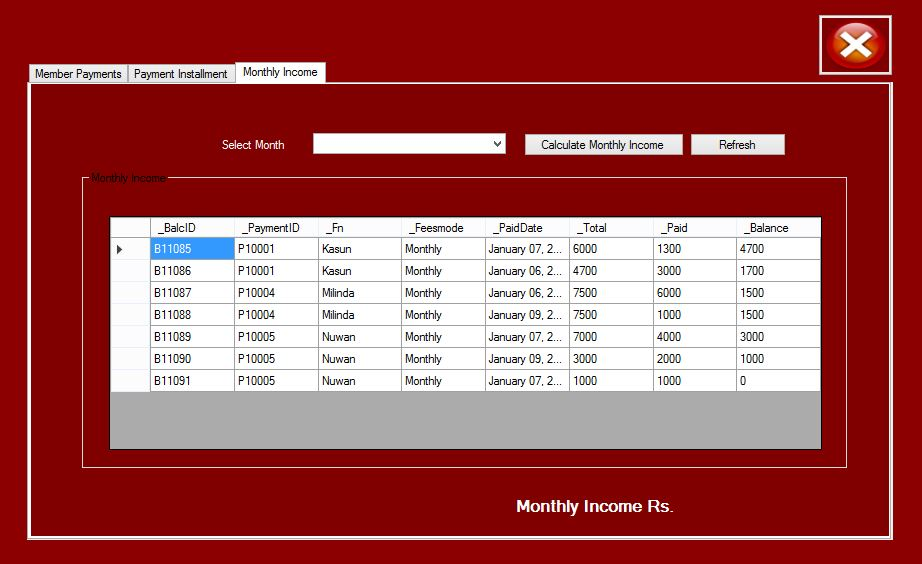 Member Payments Payment Installment Monthly Income
Select Month Calculate Monthly Income Refresh
Monthly Income
_BalcID _PaymentID _Fn _Feesmode _PaidDate _Total _Paid _Balance
B11085 P10001 Kasun Monthly January 07, 2... 6000 1300 4700
B11086 P10001 Kasun Monthly January 06, 2... 4700 3000 1700
B11087 P10004 Milinda Monthly January 06, 2... 7500 6000 1500
B11088 P10004 Milinda Monthly January 09, 2... 7500 1000 1500
B11089 P10005 Nuwan Monthly January 07, 2... 7000 4000 3000
B11090 P10005 Nuwan Monthly January 09, 2... 3000 2000 1000
B11091 P10005 Nuwan Monthly January 07, 2... 1000 1000 0
Monthly Income Rs.